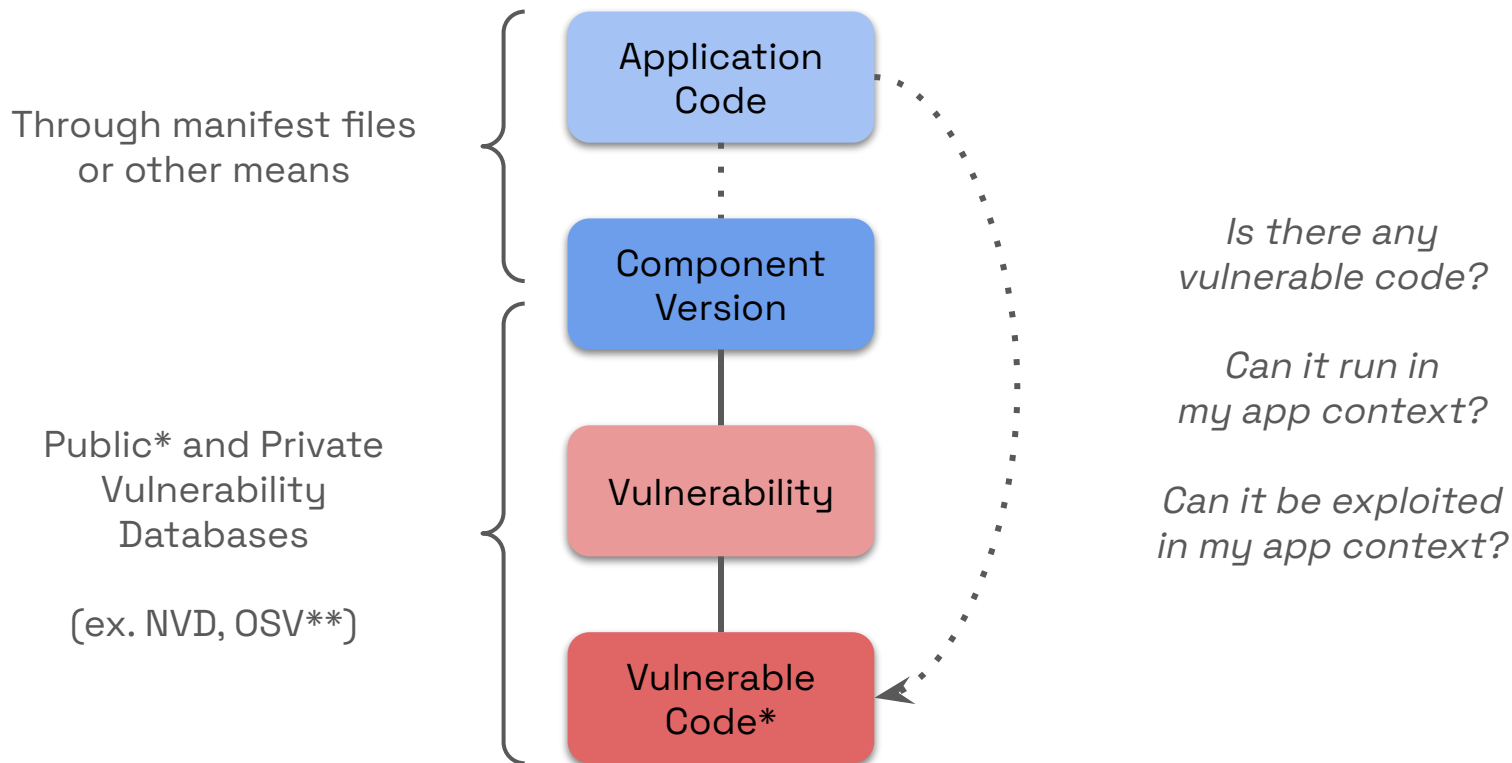 Application
Code
Through manifest files
or other means
Component
Version
Is there any
vulnerable code?
Can it run in
my app context?
Public* and Private
Vulnerability
Databases
(ex. NVD, OSV**)
Vulnerability
Can it be exploited
in my app context?
Vulnerable
Code*